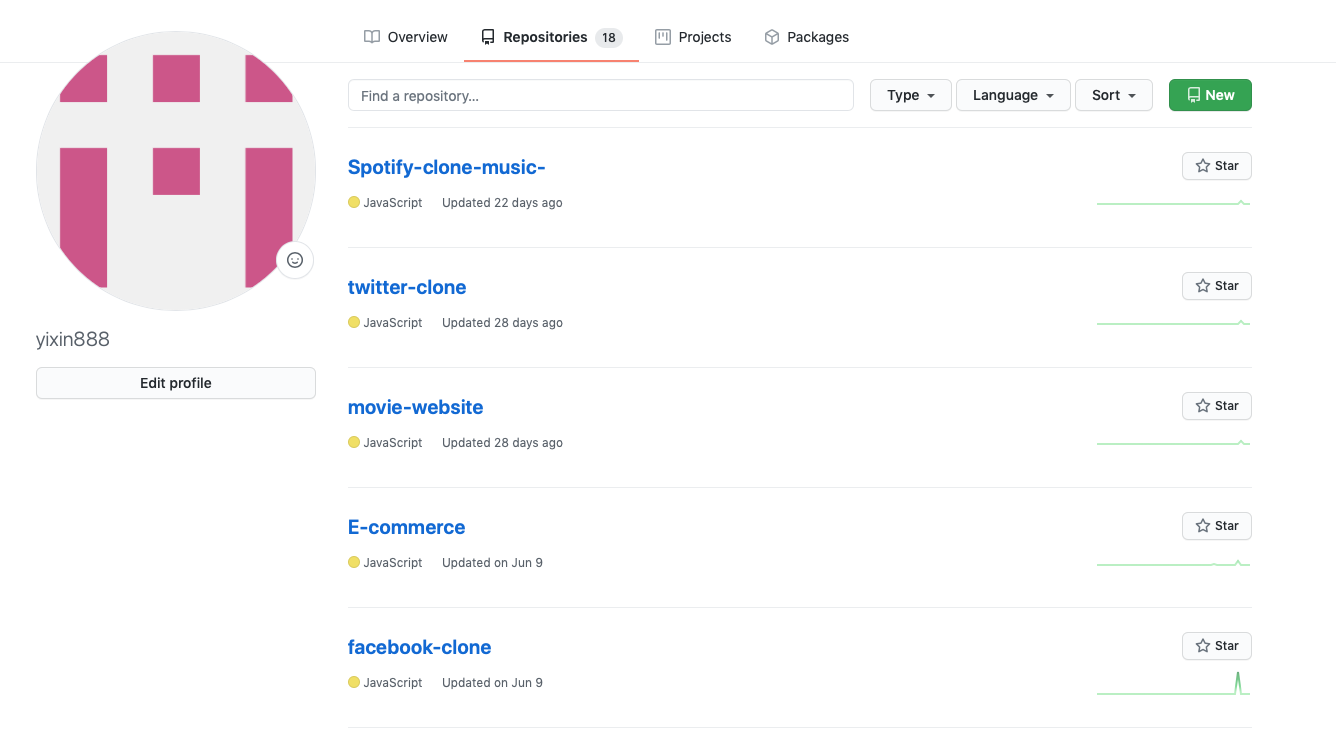 Overview Repositories 18 Projects Packages
Find a repository... Type Language Sort New
Spotify-clone-music- Star
JavaScript Updated 22 days ago
twitter-clone Star
JavaScript Updated 28 days ago
yixin888
Edit profile
movie-website Star
JavaScript Updated 28 days ago
E-commerce Star
JavaScript Updated on Jun 9
facebook-clone Star
JavaScript Updated on Jun 9